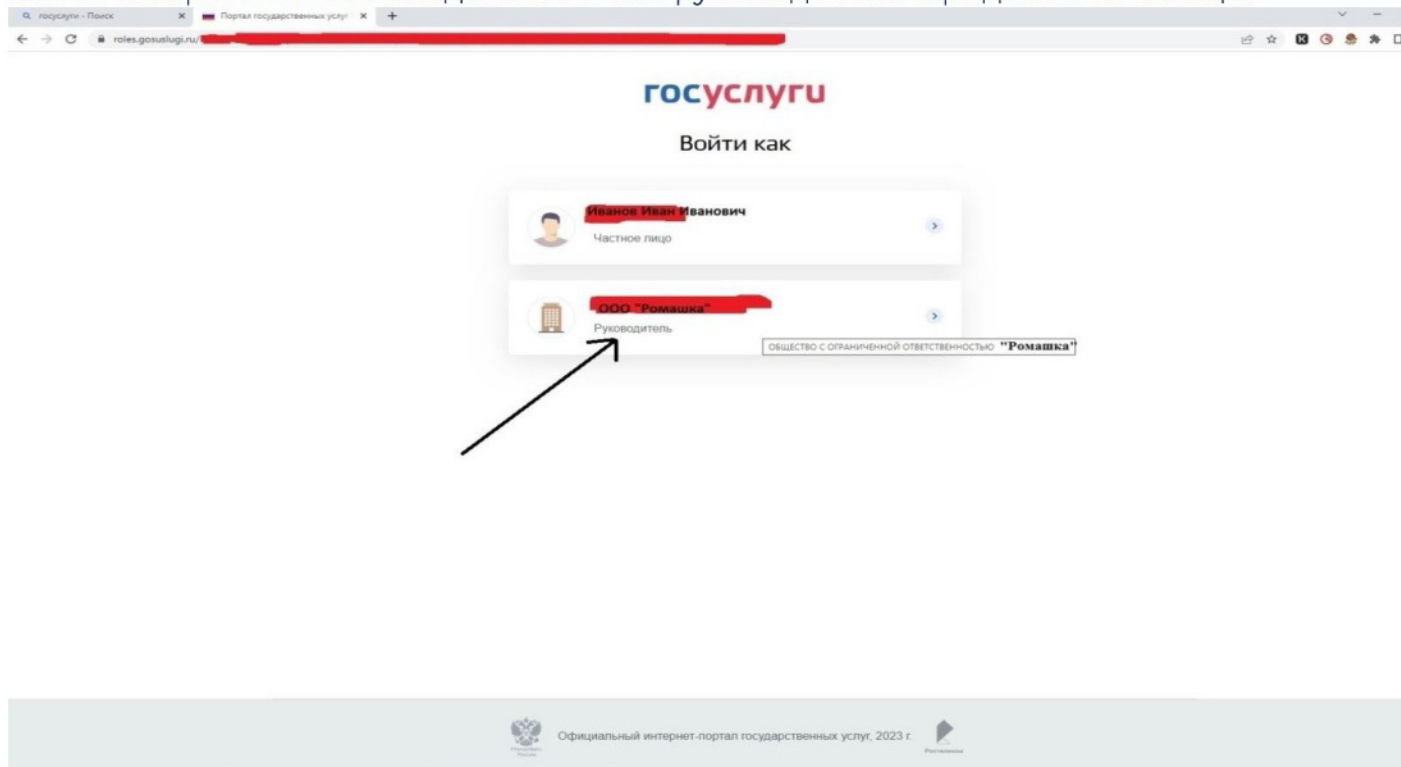 госуслуги - Поиск
Портал государственных услуг
roles.gosuslugi.ru/
госуслуги
Войти как
Иванов Иван Иванович
Частное лицо
ООО "Ромашка"
Руководитель
ОБЩЕСТВО С ОГРАНИЧЕННОЙ ОТВЕТСТВЕННОСТЬЮ "Ромашка"
Официальный интернет-портал государственных услуг, 2023 г.
Ростелеком